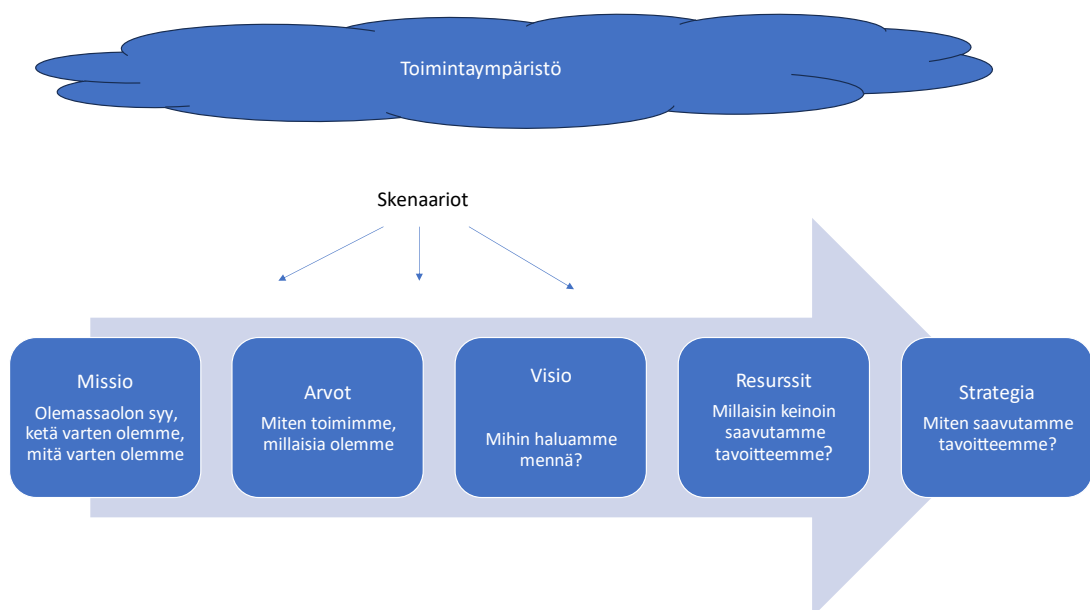 Toimintaympäristö
Skenaariot
Missio
Olemassaolon syy,
ketä varten olemme,
mitä varten olemme
Arvot
Miten toimimme,
millaisia olemme
Visio
Mihin haluamme
mennä?
Resurssit
Millaisin keinoin
saavutamme
tavoitteemme?
Strategia
Miten saavutamme
tavoitteemme?